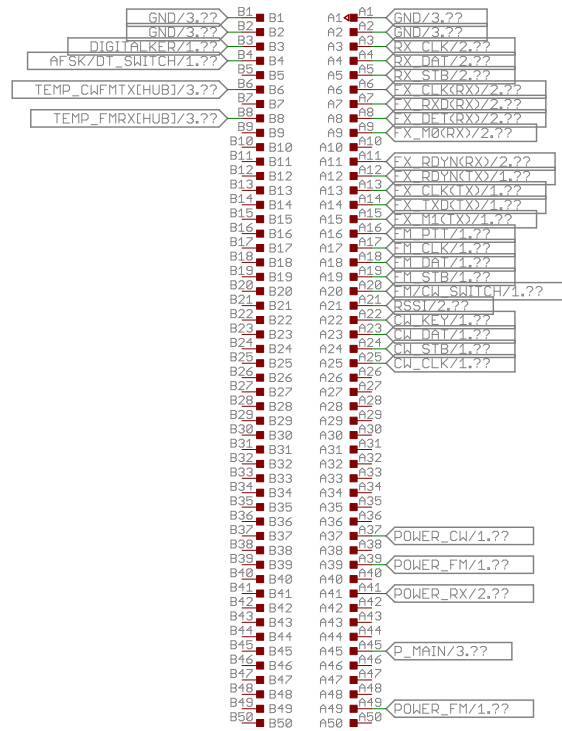 GND/3.?? B1 B1 A1 A1 GND/3.??
GND/3.?? B2 B2 A2 A2 GND/3.??
DIGITALKER/1.?? B3 B3 A3 A3 RX_CLK/2.??
AFSK/DT_SWITCH/1.?? B4 B4 A4 A4 RX_DAT/2.??
B5 B5 A5 A5 RX_STB/2.??
TEMP_CWFMTX[HUB]/3.?? B6 B6 A6 A6 FX_CLK(RX)/2.??
B7 B7 A7 A7 FX_RXD(RX)/2.??
TEMP_FMRX[HUB]/3.?? B8 B8 A8 A8 FX_DET(RX)/2.??
B9 B9 A9 A9 FX_M0(RX)/2.??
B10 B10 A10 A10
B11 B11 A11 A11 FX_RDYN(RX)/2.??
B12 B12 A12 A12 FX_RDYN(TX)/1.??
B13 B13 A13 A13 FX_CLK(TX)/1.??
B14 B14 A14 A14 FX_TXD(TX)/1.??
B15 B15 A15 A15 FX_M1(TX)/1.??
B16 B16 A16 A16 FM_PTT/1.??
B17 B17 A17 A17 FM_CLK/1.??
B18 B18 A18 A18 FM_DAT/1.??
B19 B19 A19 A19 FM_STB/1.??
B20 B20 A20 A20 FM/CW_SWITCH/1.??
B21 B21 A21 A21 RSSI/2.??
B22 B22 A22 A22 CW_KEY/1.??
B23 B23 A23 A23 CW_DAT/1.??
B24 B24 A24 A24 CW_STB/1.??
B25 B25 A25 A25 CW_CLK/1.??
B26 B26 A26 A26
B27 B27 A27 A27
B28 B28 A28 A28
B29 B29 A29 A29
B30 B30 A30 A30
B31 B31 A31 A31
B32 B32 A32 A32
B33 B33 A33 A33
B34 B34 A34 A34
B35 B35 A35 A35
B36 B36 A36 A36
B37 B37 A37 A37 POWER_CW/1.??
B38 B38 A38 A38
B39 B39 A39 A39 POWER_FM/1.??
B40 B40 A40 A40
B41 B41 A41 A41 POWER_RX/2.??
B42 B42 A42 A42
B43 B43 A43 A43
B44 B44 A44 A44
B45 B45 A45 A45 P_MAIN/3.??
B46 B46 A46 A46
B47 B47 A47 A47
B48 B48 A48 A48
B49 B49 A49 A49 POWER_FM/1.??
B50 B50 A50 A50